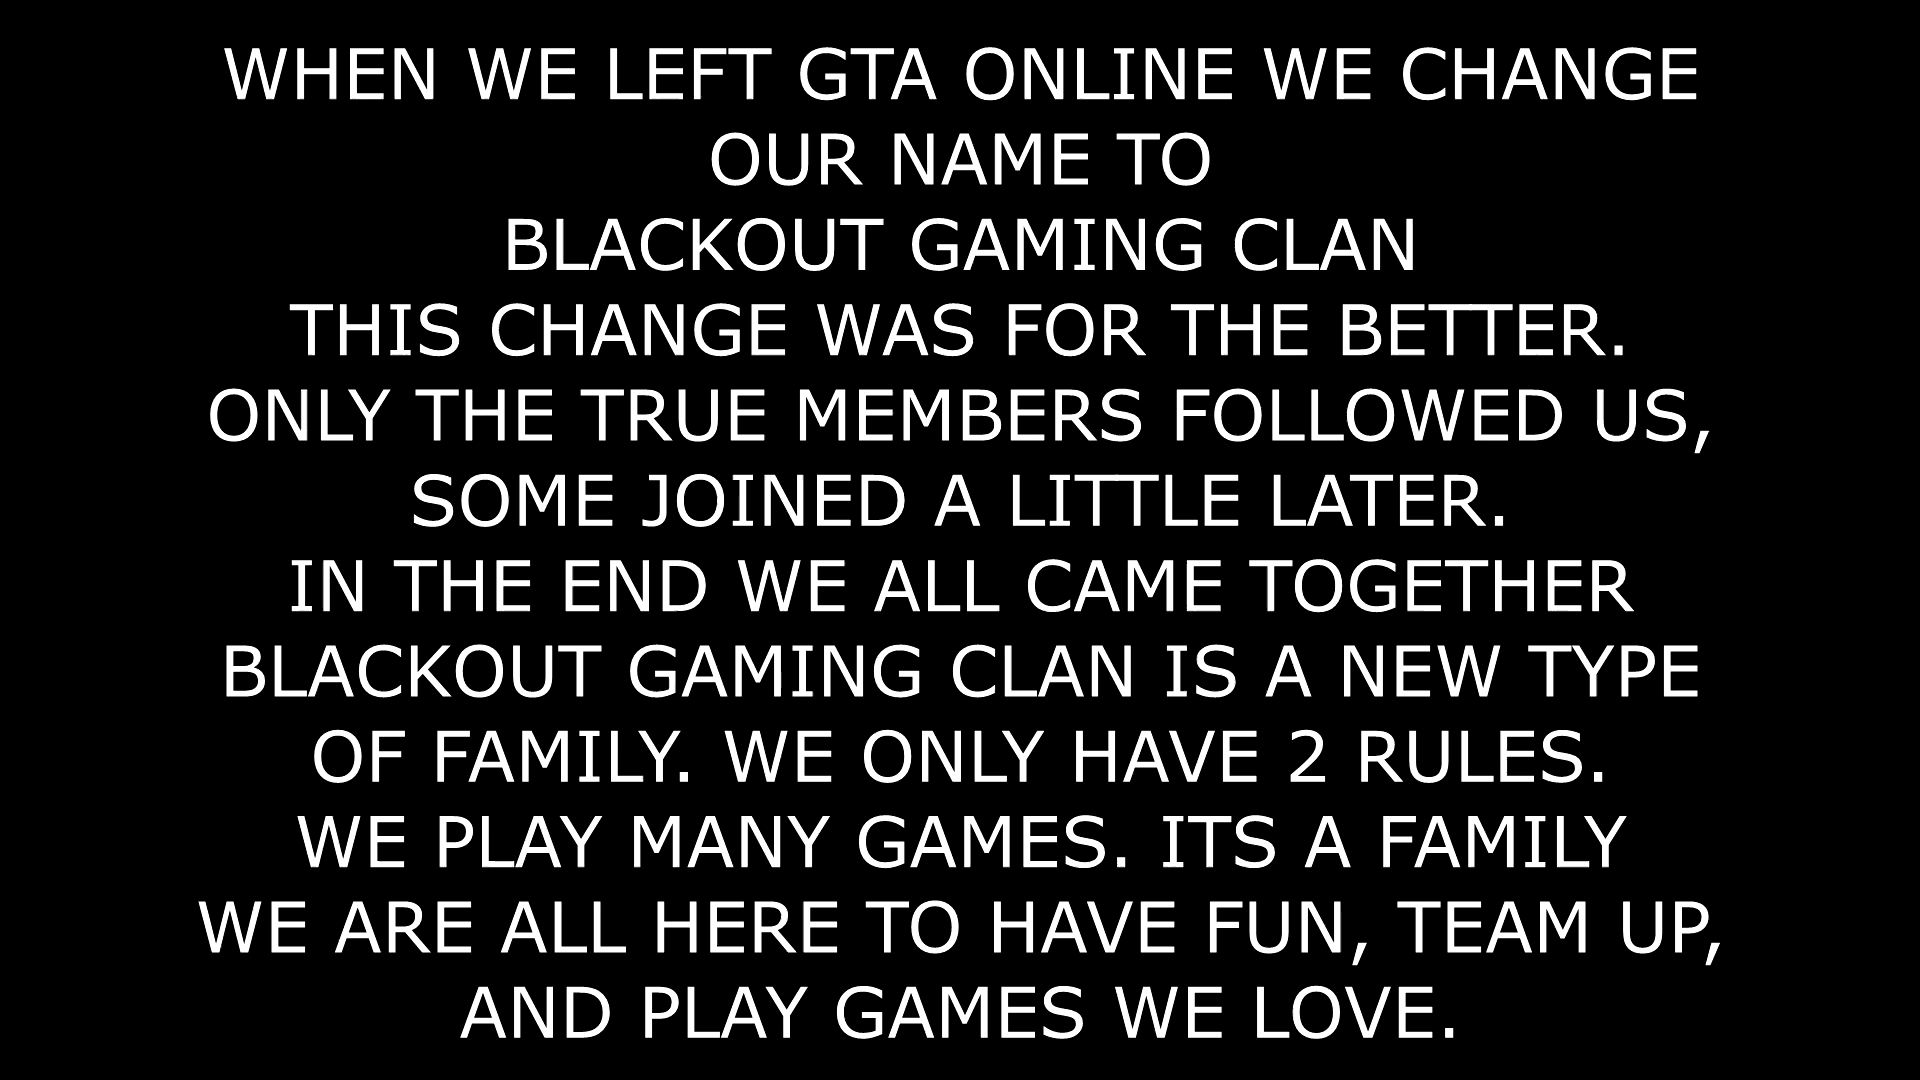 WHEN WE LEFT GTA ONLINE WE CHANGE
OUR NAME TO
BLACKOUT GAMING CLAN
THIS CHANGE WAS FOR THE BETTER.
ONLY THE TRUE MEMBERS FOLLOWED US,
SOME JOINED A LITTLE LATER.
IN THE END WE ALL CAME TOGETHER
BLACKOUT GAMING CLAN IS A NEW TYPE
OF FAMILY. WE ONLY HAVE 2 RULES.
WE PLAY MANY GAMES. ITS A FAMILY
WE ARE ALL HERE TO HAVE FUN, TEAM UP,
AND PLAY GAMES WE LOVE.